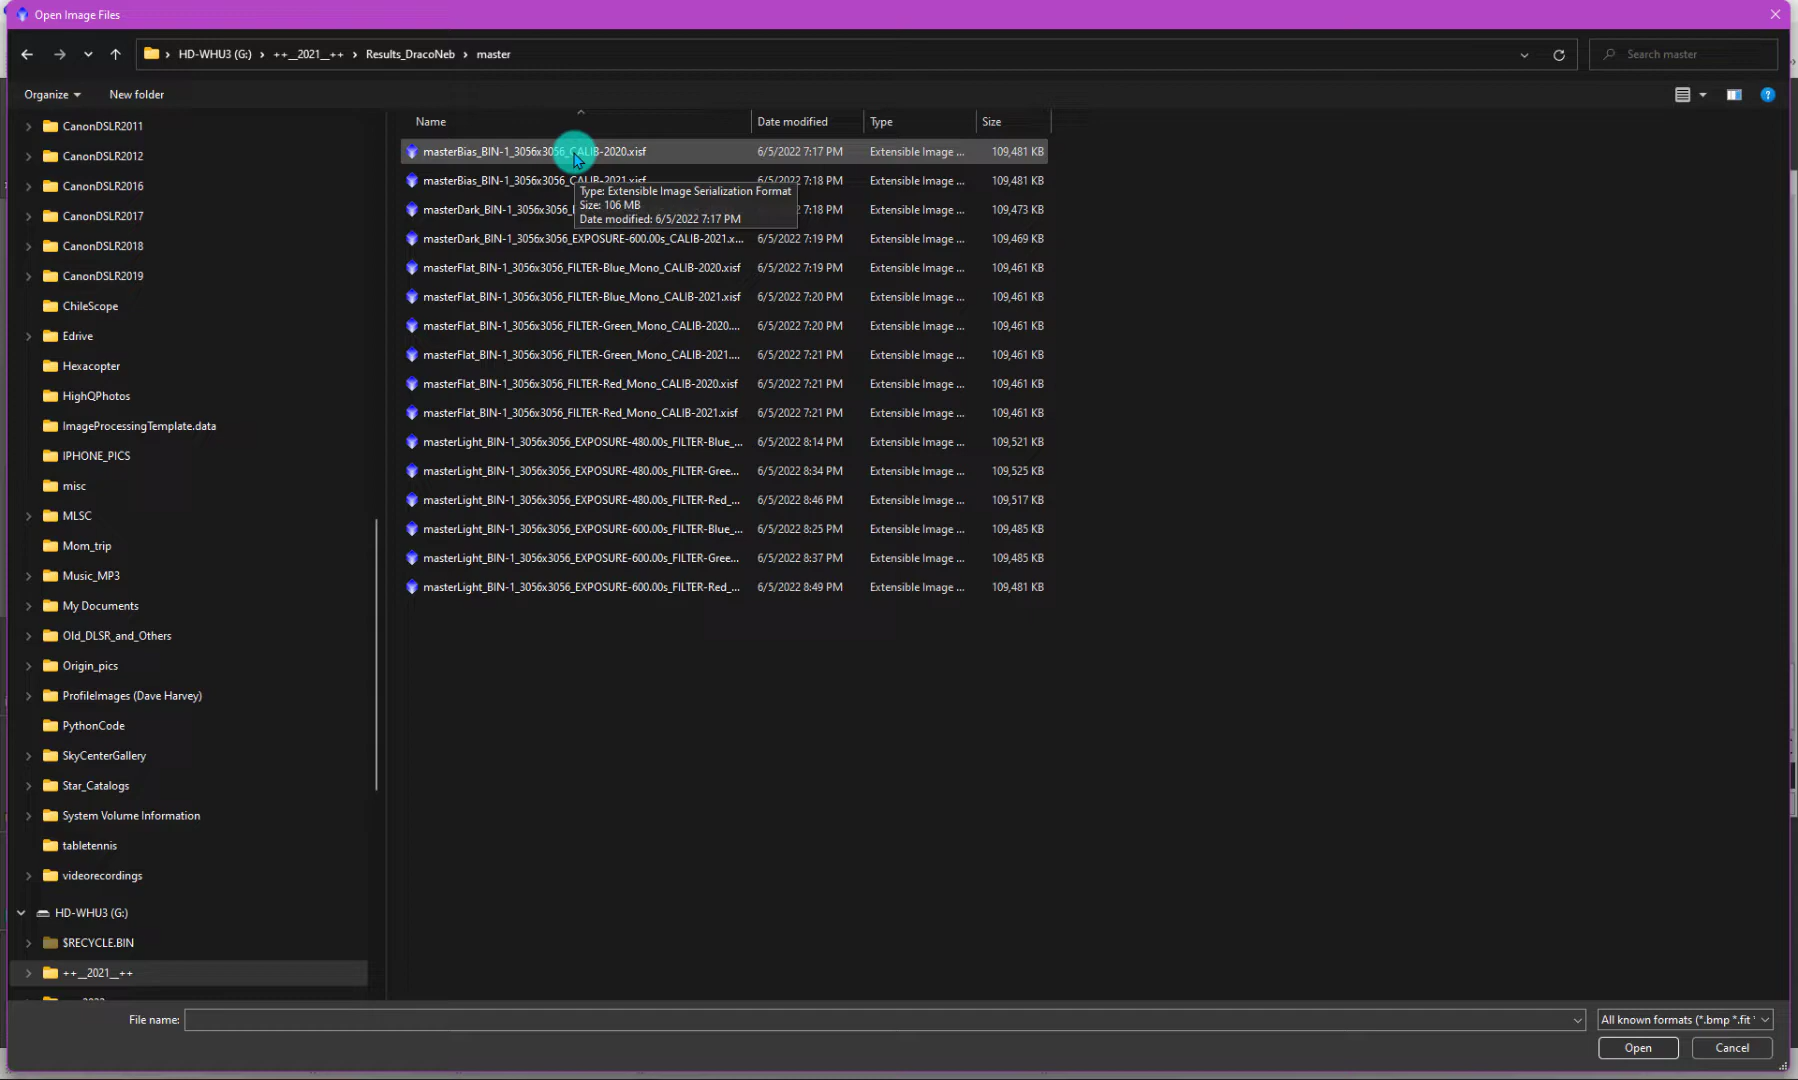 Open Image Files
HD-WHU3 (G:) > ++__2021__++ > Results_DracoNeb > master
Search master
Organize
New folder
CanonDSLR2011
CanonDSLR2012
CanonDSLR2016
CanonDSLR2017
CanonDSLR2018
CanonDSLR2019
ChileScope
Edrive
Hexacopter
HighQPhotos
ImageProcessingTemplate.data
IPHONE_PICS
misc
MLSC
Mom_trip
Music_MP3
My Documents
Old_DLSR_and_Others
Origin_pics
ProfileImages (Dave Harvey)
PythonCode
SkyCenterGallery
Star_Catalogs
System Volume Information
tabletennis
videorecordings
HD-WHU3 (G:)
$RECYCLE.BIN
++__2021__++
Name Date modified Type Size
masterBias_BIN-1_3056x3056_CALIB-2020.xisf 6/5/2022 7:17 PM Extensible Image ... 109,481 KB
masterBias_BIN-1_3056x3056_CALIB-2021.xisf 6/5/2022 7:18 PM Extensible Image ... 109,481 KB
Type: Extensible Image Serialization Format
Size: 106 MB
Date modified: 6/5/2022 7:17 PM
masterDark_BIN-1_3056x3056_ 2 7:18 PM Extensible Image ... 109,473 KB
masterDark_BIN-1_3056x3056_EXPOSURE-600.00s_CALIB-2021.x... 6/5/2022 7:19 PM Extensible Image ... 109,469 KB
masterFlat_BIN-1_3056x3056_FILTER-Blue_Mono_CALIB-2020.xisf 6/5/2022 7:19 PM Extensible Image ... 109,461 KB
masterFlat_BIN-1_3056x3056_FILTER-Blue_Mono_CALIB-2021.xisf 6/5/2022 7:20 PM Extensible Image ... 109,461 KB
masterFlat_BIN-1_3056x3056_FILTER-Green_Mono_CALIB-2020.... 6/5/2022 7:20 PM Extensible Image ... 109,461 KB
masterFlat_BIN-1_3056x3056_FILTER-Green_Mono_CALIB-2021.... 6/5/2022 7:21 PM Extensible Image ... 109,461 KB
masterFlat_BIN-1_3056x3056_FILTER-Red_Mono_CALIB-2020.xisf 6/5/2022 7:21 PM Extensible Image ... 109,461 KB
masterFlat_BIN-1_3056x3056_FILTER-Red_Mono_CALIB-2021.xisf 6/5/2022 7:21 PM Extensible Image ... 109,461 KB
masterLight_BIN-1_3056x3056_EXPOSURE-480.00s_FILTER-Blue_... 6/5/2022 8:14 PM Extensible Image ... 109,521 KB
masterLight_BIN-1_3056x3056_EXPOSURE-480.00s_FILTER-Gree... 6/5/2022 8:34 PM Extensible Image ... 109,525 KB
masterLight_BIN-1_3056x3056_EXPOSURE-480.00s_FILTER-Red_... 6/5/2022 8:46 PM Extensible Image ... 109,517 KB
masterLight_BIN-1_3056x3056_EXPOSURE-600.00s_FILTER-Blue_... 6/5/2022 8:25 PM Extensible Image ... 109,485 KB
masterLight_BIN-1_3056x3056_EXPOSURE-600.00s_FILTER-Gree... 6/5/2022 8:37 PM Extensible Image ... 109,485 KB
masterLight_BIN-1_3056x3056_EXPOSURE-600.00s_FILTER-Red_... 6/5/2022 8:49 PM Extensible Image ... 109,481 KB
File name:
All known formats (*.bmp *.fit *
Open
Cancel